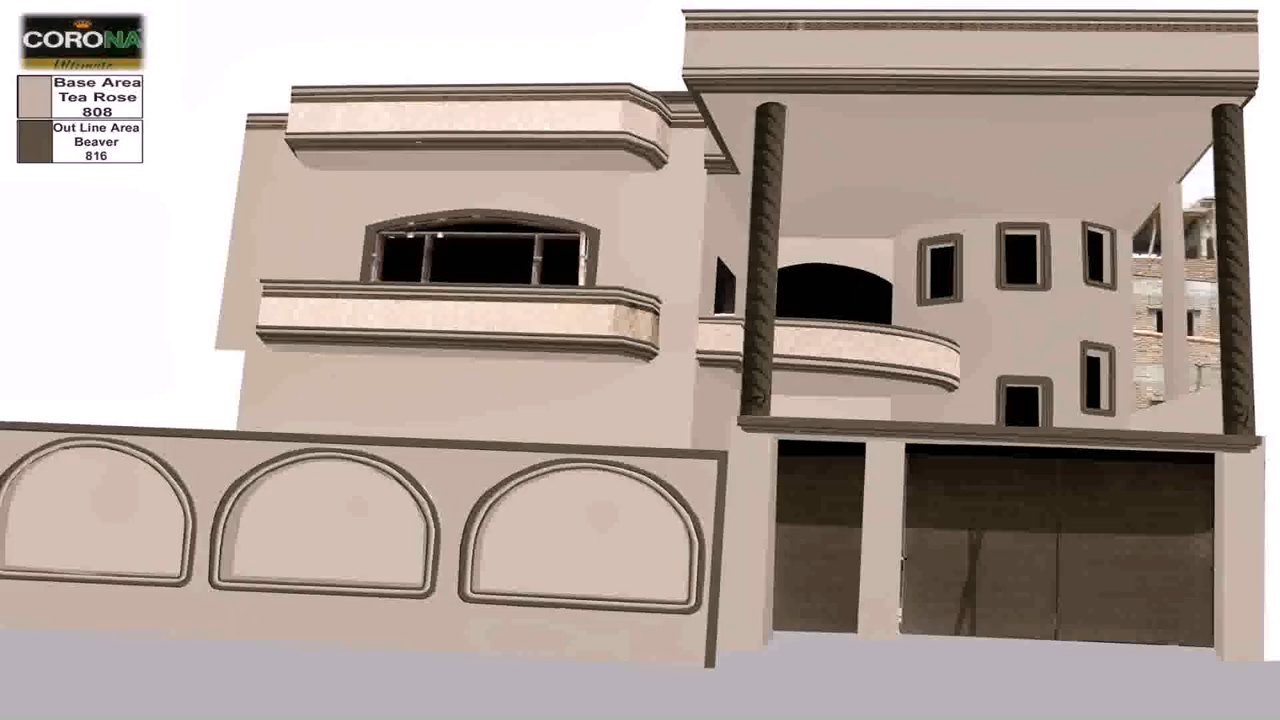 CORONA
Ultimate
Base Area
Tea Rose
808
Out Line Area
Beaver
816